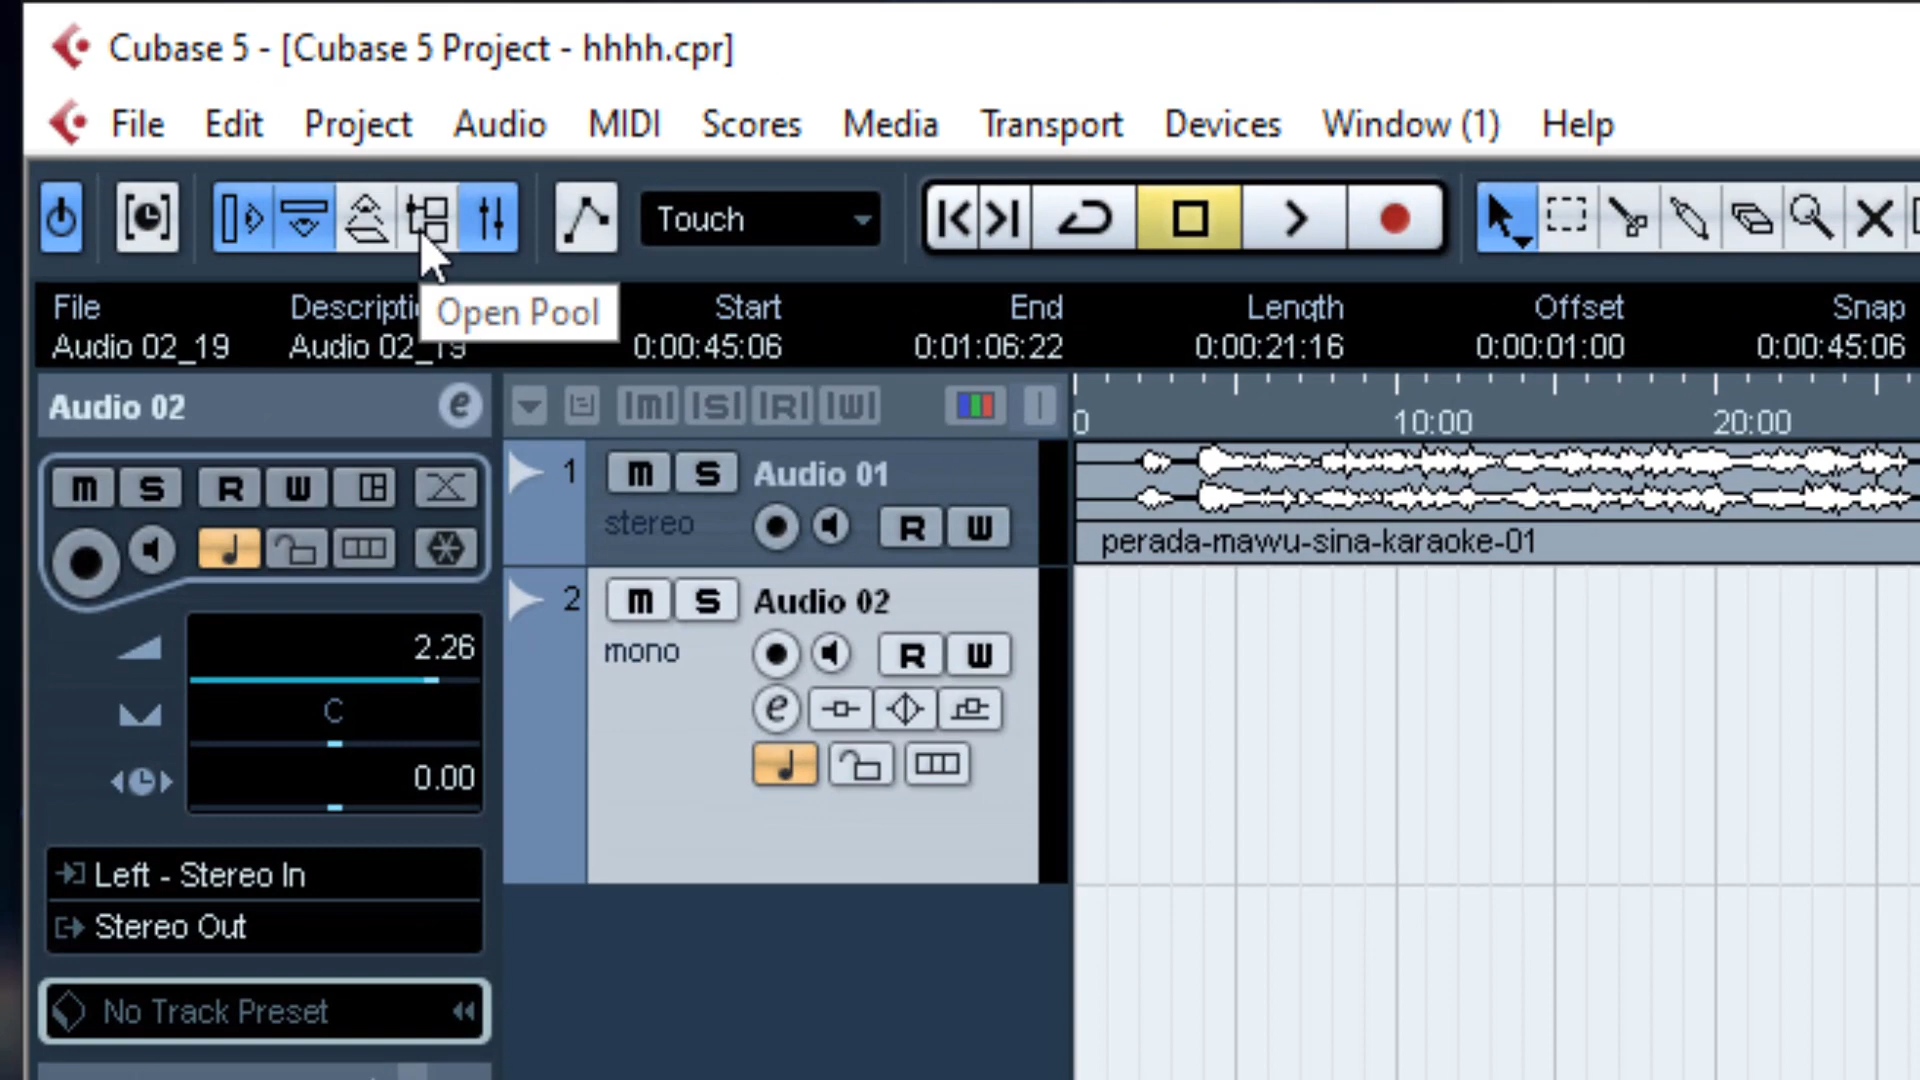 Cubase 5 - [Cubase 5 Project - hhhh.cpr]
File Edit Project Audio MIDI Scores Media Transport Devices Window (1) Help
Touch
File Start End Length Offset Snap
Open Pool
Audio 02_19 Audio 02_19 0:00:45:06 0:01:06:22 0:00:21:16 0:00:01:00 0:00:45:06
Audio 02 e
M S R W
0 10:00 20:00
M S R W
1 M S Audio 01
stereo R W
perada-mawu-sina-karaoke-01
2 M S Audio 02
mono R W
e
2.26
C
0.00
Left - Stereo In
Stereo Out
No Track Preset